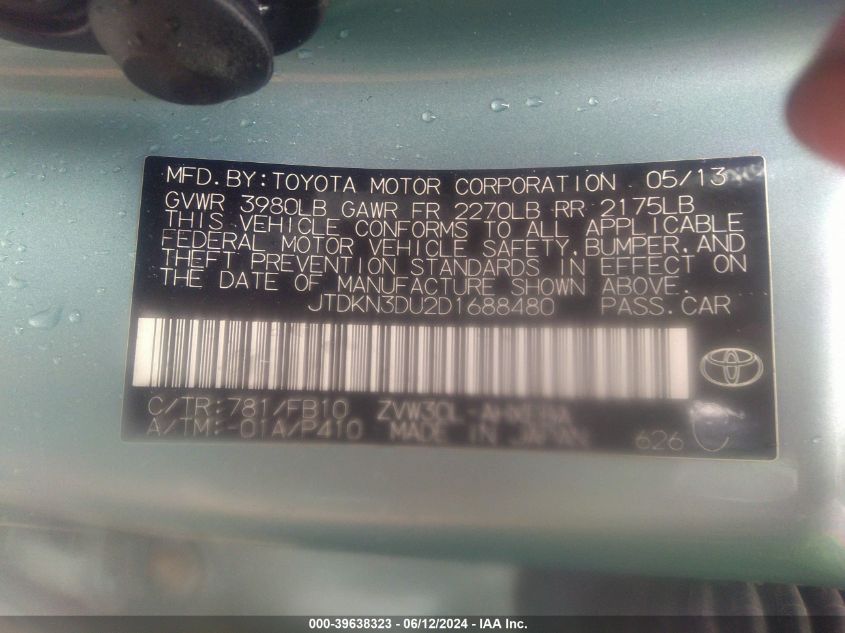 MFD. BY: TOYOTA MOTOR CORPORATION 05/13
GVWR 3980LB GAWR FR 2270LB RR 2175LB
THIS VEHICLE CONFORMS TO ALL APPLICABLE
FEDERAL MOTOR VEHICLE SAFETY, BUMPER, AND
THEFT PREVENTION STANDARDS IN EFFECT ON
THE DATE OF MANUFACTURE SHOWN ABOVE.
JTDKN3DU2D1688480 PASS. CAR
C/TR: 781/FB10
A/TM: -01A/P410 MADE IN JAPAN 626
000-39638323 - 06/12/2024 - IAA Inc.